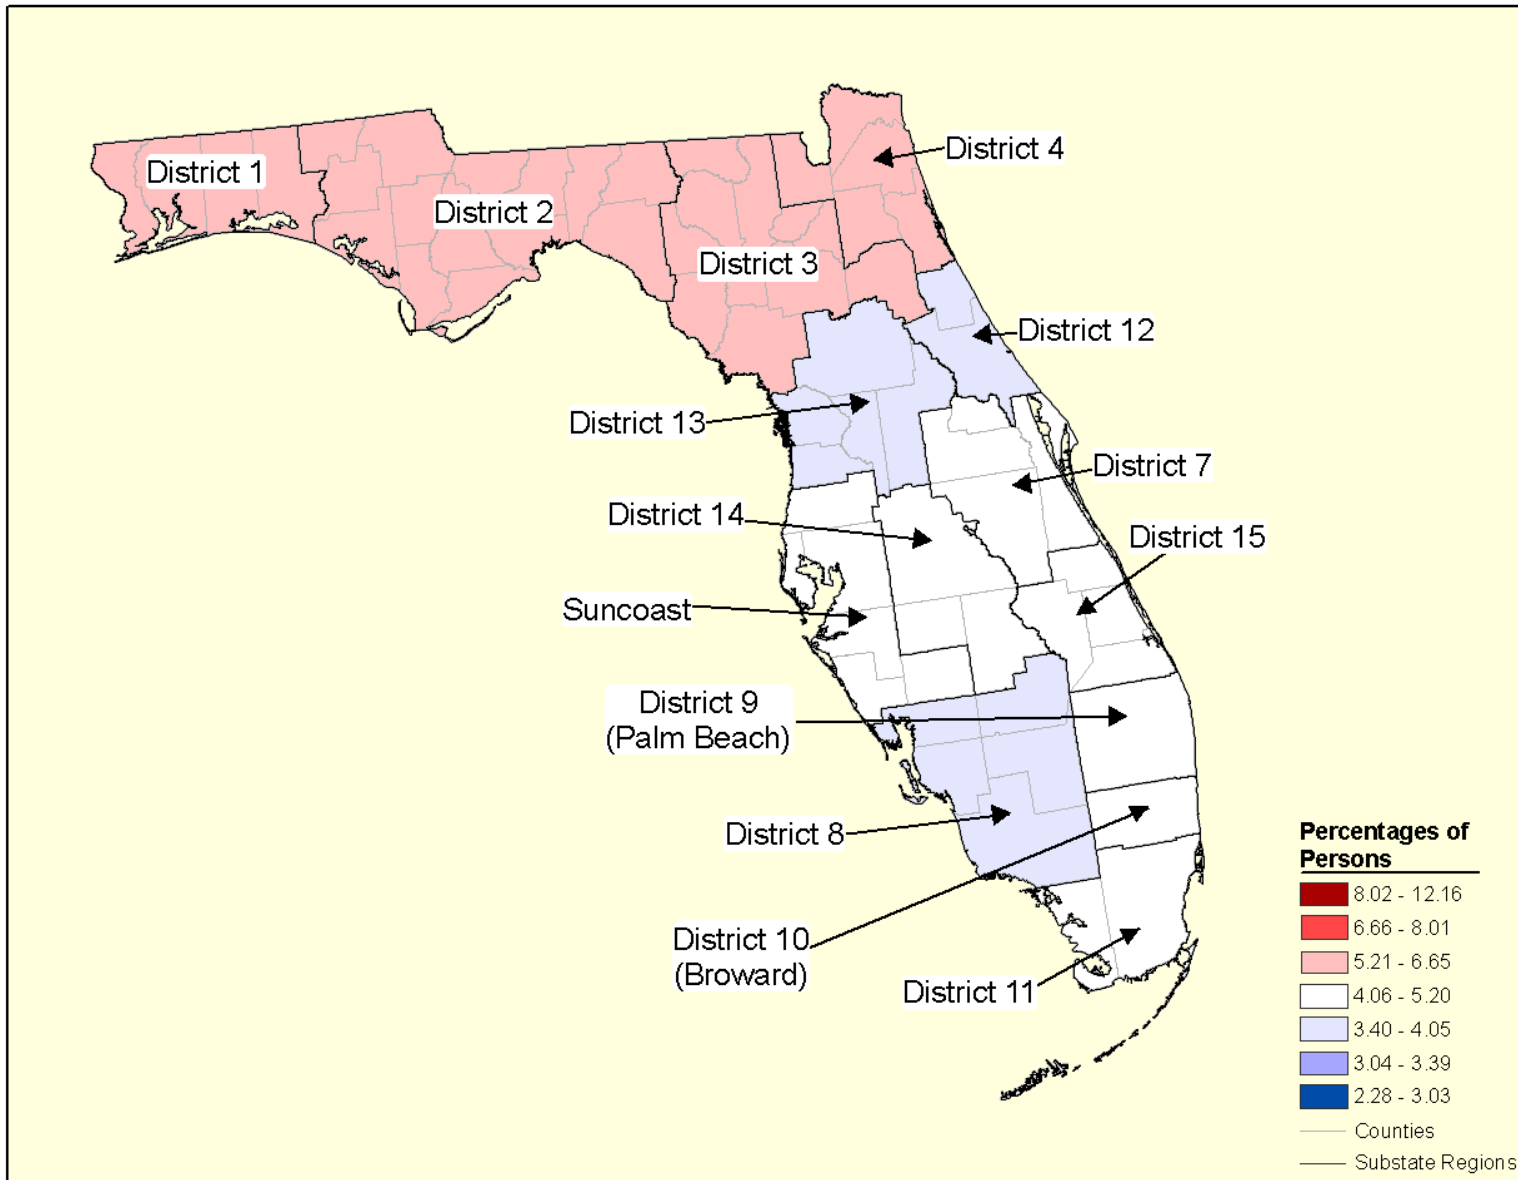 District 4
District 1
District 2
District 3
District 12
District 13
District 7
District 14
District 15
Suncoast
District 9
(Palm Beach)
District 8
District 10
(Broward)
District 11
Percentages of
Persons
8.02 - 12.16
6.66 - 8.01
5.21 - 6.65
4.06 - 5.20
3.40 - 4.05
3.04 - 3.39
2.28 - 3.03
Counties
Substate Regions